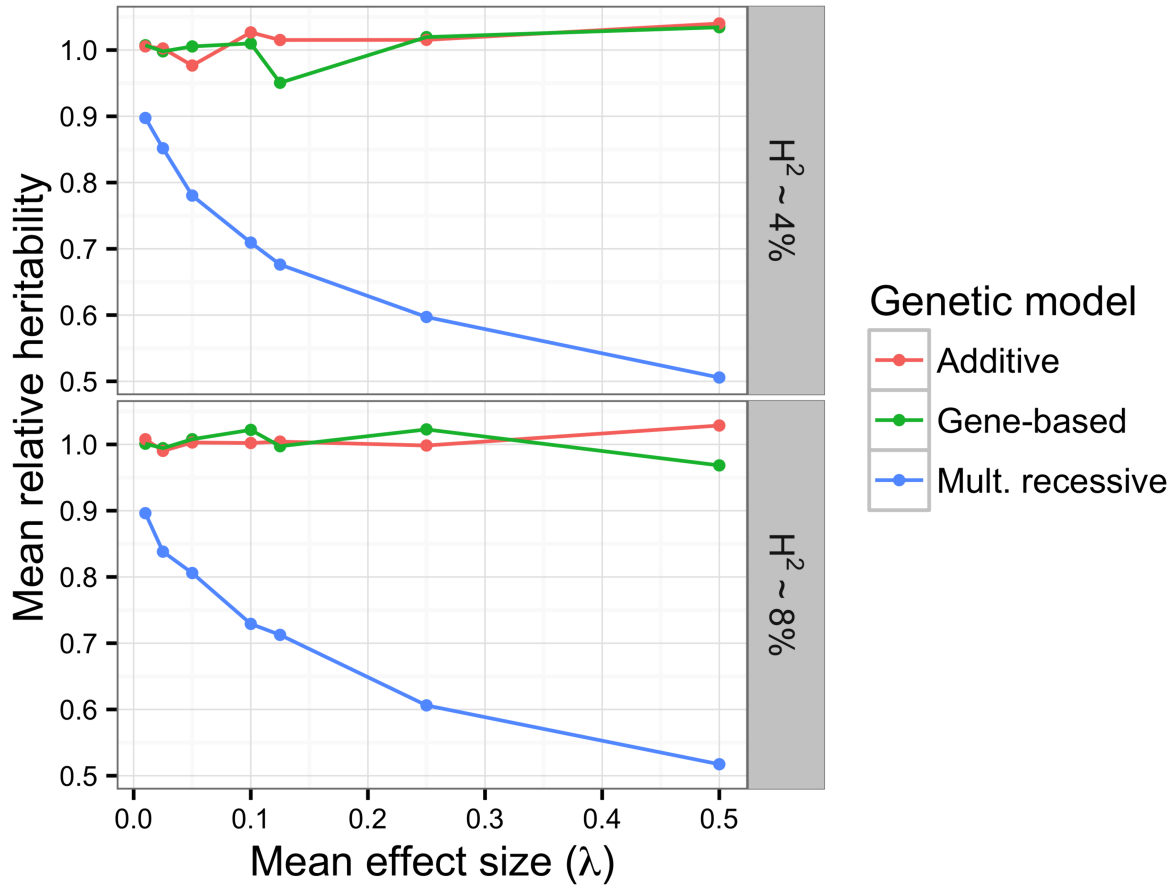 Mean relative heritability
1.0
0.9
0.8
0.7
0.6
0.5
H² ~ 4%
1.0
0.9
0.8
0.7
0.6
0.5
H² ~ 8%
0.0 0.1 0.2 0.3 0.4 0.5
Mean effect size (λ)
Genetic model
Additive
Gene-based
Mult. recessive